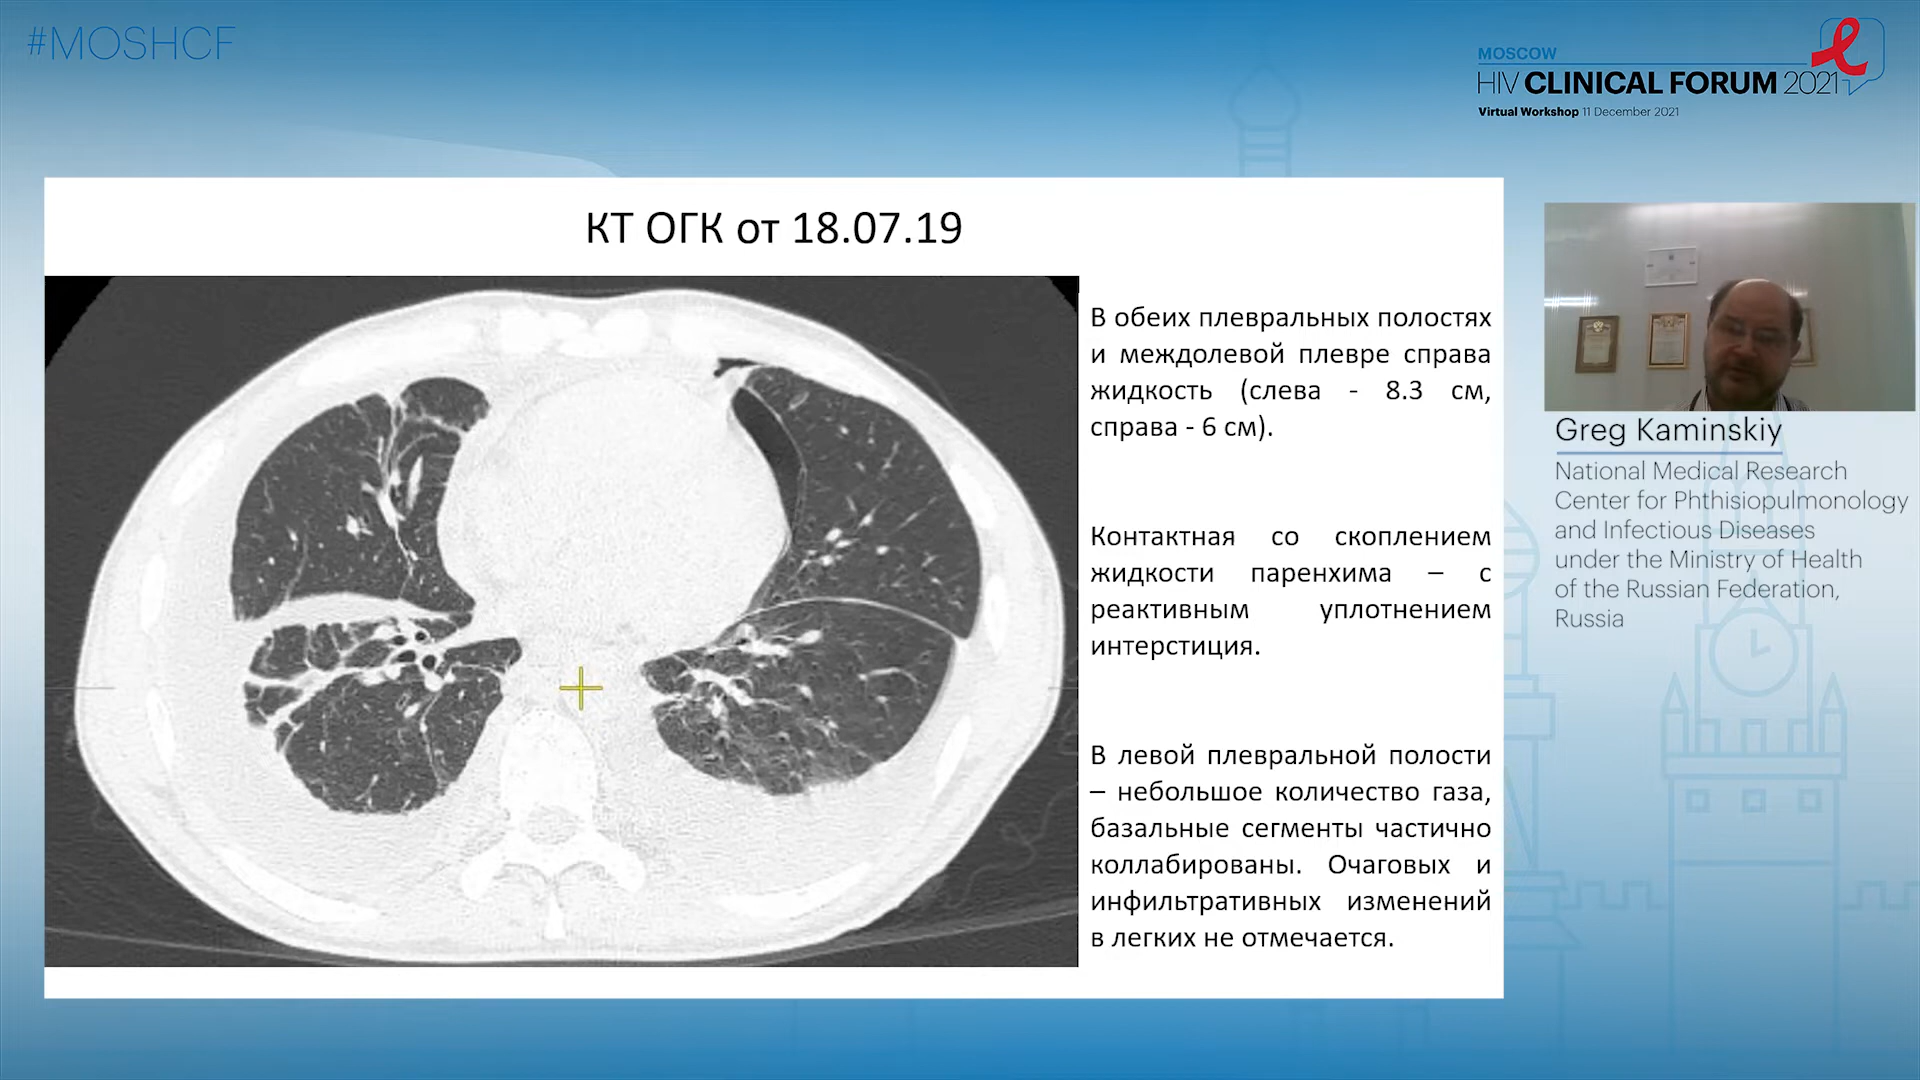 #MOSHCF
MOSCOW
HIV CLINICAL FORUM 2021
Virtual Workshop 11 December 2021
КТ ОГК от 18.07.19
В обеих плевральных полостях
и междолевой плевре справа
жидкость (слева - 8.3 см,
справа - 6 см).
Контактная со скоплением
жидкости паренхима – с
реактивным уплотнением
интерстиция.
В левой плевральной полости
– небольшое количество газа,
базальные сегменты частично
коллабированы. Очаговых и
инфильтративных изменений
в легких не отмечается.
Greg Kaminskiy
National Medical Research
Center for Phthisiopulmonology
and Infectious Diseases
under the Ministry of Health
of the Russian Federation,
Russia